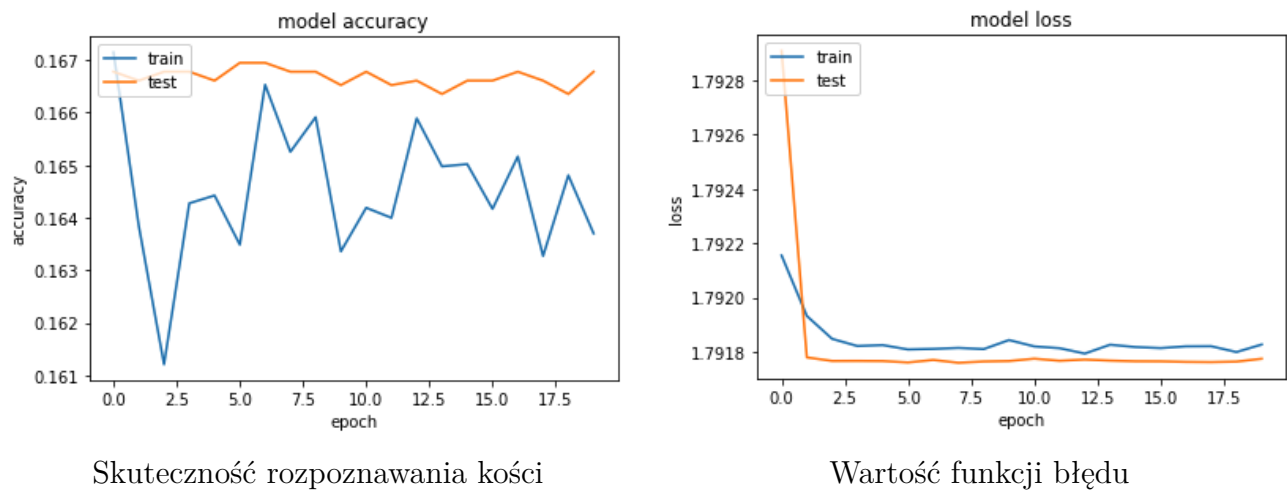 model accuracy
train
test
0.167
0.166
0.165
0.164
0.163
0.162
0.161
accuracy
0.0 2.5 5.0 7.5 10.0 12.5 15.0 17.5
epoch
Skuteczność rozpoznawania kości
model loss
train
test
1.7928
1.7926
1.7924
1.7922
1.7920
1.7918
loss
0.0 2.5 5.0 7.5 10.0 12.5 15.0 17.5
epoch
Wartość funkcji błędu